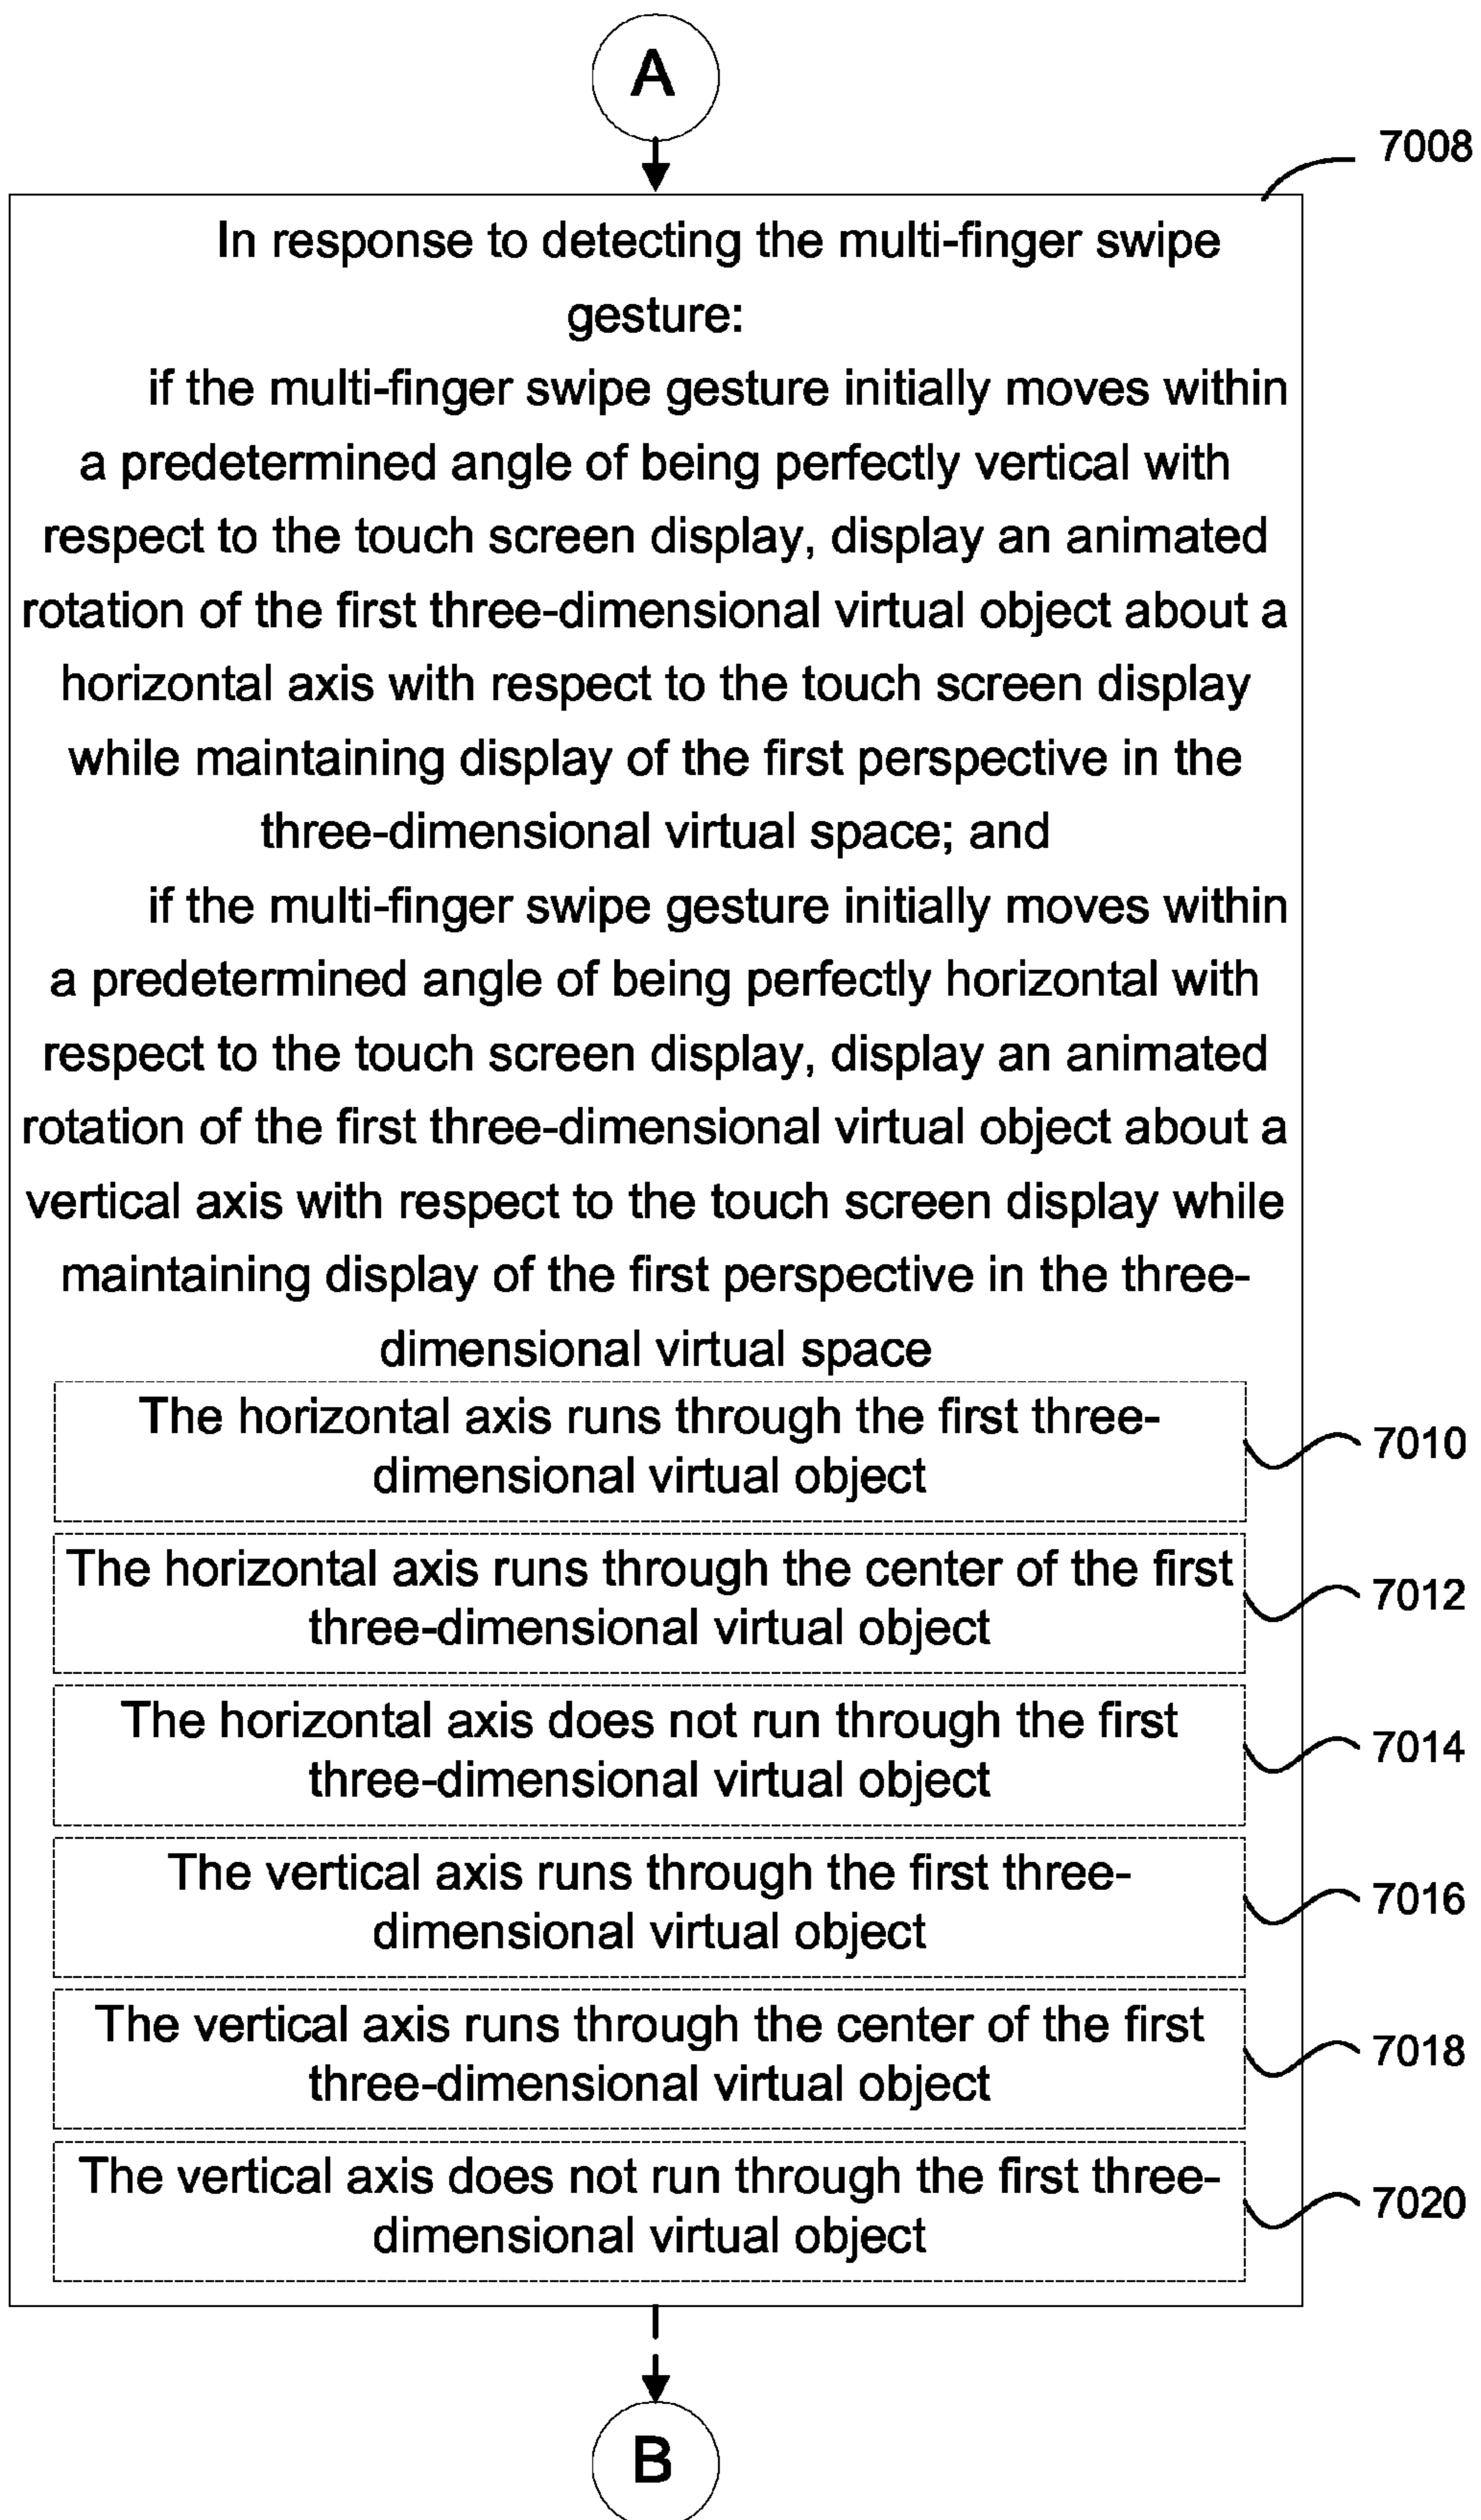 A
7008
In response to detecting the multi-finger swipe
gesture:
if the multi-finger swipe gesture initially moves within
a predetermined angle of being perfectly vertical with
respect to the touch screen display, display an animated
rotation of the first three-dimensional virtual object about a
horizontal axis with respect to the touch screen display
while maintaining display of the first perspective in the
three-dimensional virtual space; and
if the multi-finger swipe gesture initially moves within
a predetermined angle of being perfectly horizontal with
respect to the touch screen display, display an animated
rotation of the first three-dimensional virtual object about a
vertical axis with respect to the touch screen display while
maintaining display of the first perspective in the three-
dimensional virtual space
The horizontal axis runs through the first three-
dimensional virtual object
7010
The horizontal axis runs through the center of the first
three-dimensional virtual object
7012
The horizontal axis does not run through the first
three-dimensional virtual object
7014
The vertical axis runs through the first three-
dimensional virtual object
7016
The vertical axis runs through the center of the first
three-dimensional virtual object
7018
The vertical axis does not run through the first three-
dimensional virtual object
7020
B